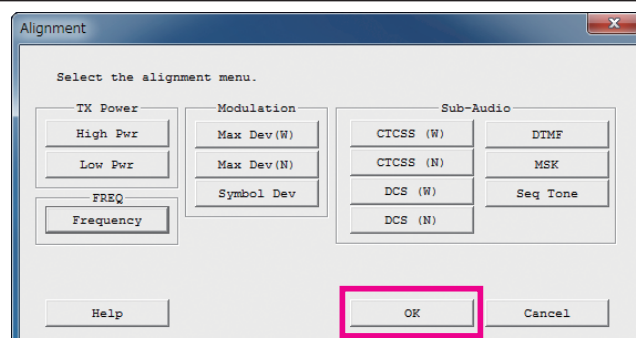 Alignment
Select the alignment menu.
TX Power
High Pwr
Low Pwr
FREQ
Frequency
Modulation
Max Dev(W)
Max Dev(N)
Symbol Dev
Sub-Audio
CTCSS (W)
CTCSS (N)
DCS (W)
DCS (N)
DTMF
MSK
Seq Tone
Help
OK
Cancel